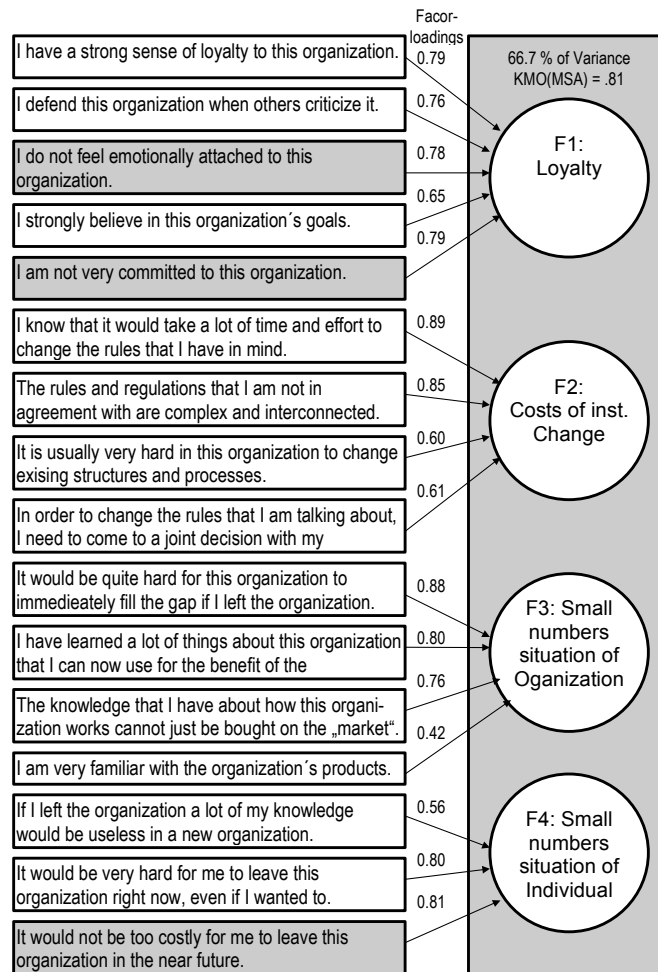 Facor-
loadings
I have a strong sense of loyalty to this organization.
0.79
66.7 % of Variance
KMO(MSA) = .81
I defend this organization when others criticize it.
0.76
F1:
Loyalty
I do not feel emotionally attached to this
organization.
0.78
I strongly believe in this organization´s goals.
0.65
I am not very committed to this organization.
0.79
I know that it would take a lot of time and effort to
change the rules that I have in mind.
0.89
The rules and regulations that I am not in
agreement with are complex and interconnected.
0.85
F2:
Costs of inst.
Change
It is usually very hard in this organization to change
exising structures and processes.
0.60
In order to change the rules that I am talking about,
I need to come to a joint decision with my
0.61
It would be quite hard for this organization to
immedieately fill the gap if I left the organization.
0.88
I have learned a lot of things about this organization
that I can now use for the benefit of the
0.80
F3: Small
numbers
situation of
Oganization
The knowledge that I have about how this organi-
zation works cannot just be bought on the „market“.
0.76
I am very familiar with the organization´s products.
0.42
If I left the organization a lot of my knowledge
would be useless in a new organization.
0.56
It would be very hard for me to leave this
organization right now, even if I wanted to.
0.80
F4: Small
numbers
situation of
Individual
It would not be too costly for me to leave this
organization in the near future.
0.81